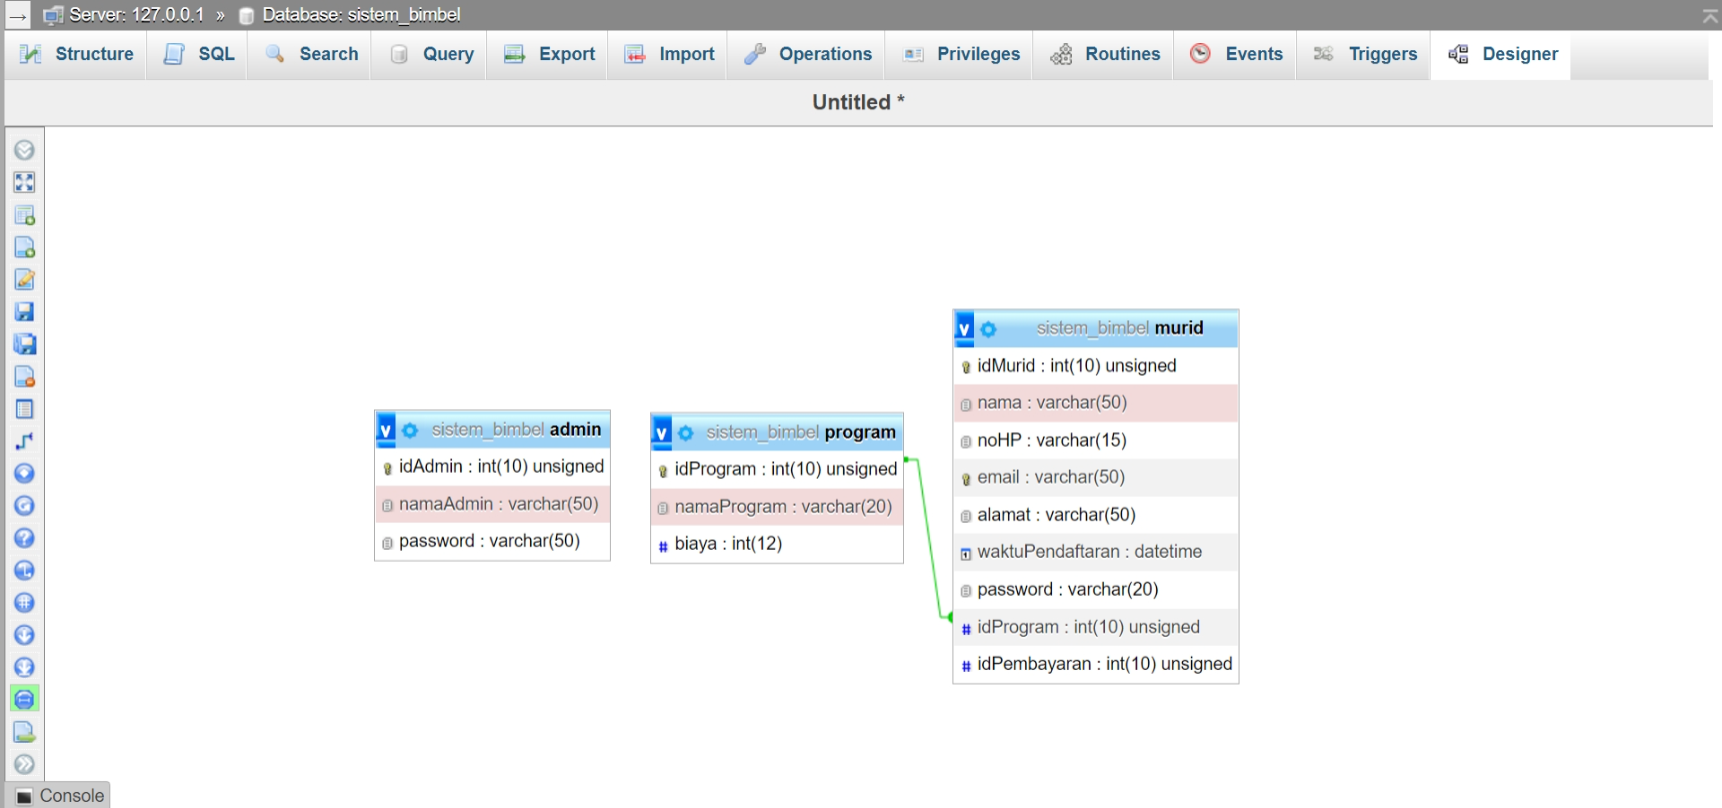 Server: 127.0.0.1 » Database: sistem_bimbel
Structure SQL Search Query Export Import Operations Privileges Routines Events Triggers Designer
Untitled *
sistem_bimbel admin
idAdmin : int(10) unsigned
namaAdmin : varchar(50)
password : varchar(50)
sistem_bimbel program
idProgram : int(10) unsigned
namaProgram : varchar(20)
# biaya : int(12)
sistem_bimbel murid
idMurid : int(10) unsigned
nama : varchar(50)
noHP : varchar(15)
email : varchar(50)
alamat : varchar(50)
waktuPendaftaran : datetime
password : varchar(20)
# idProgram : int(10) unsigned
# idPembayaran : int(10) unsigned
Console